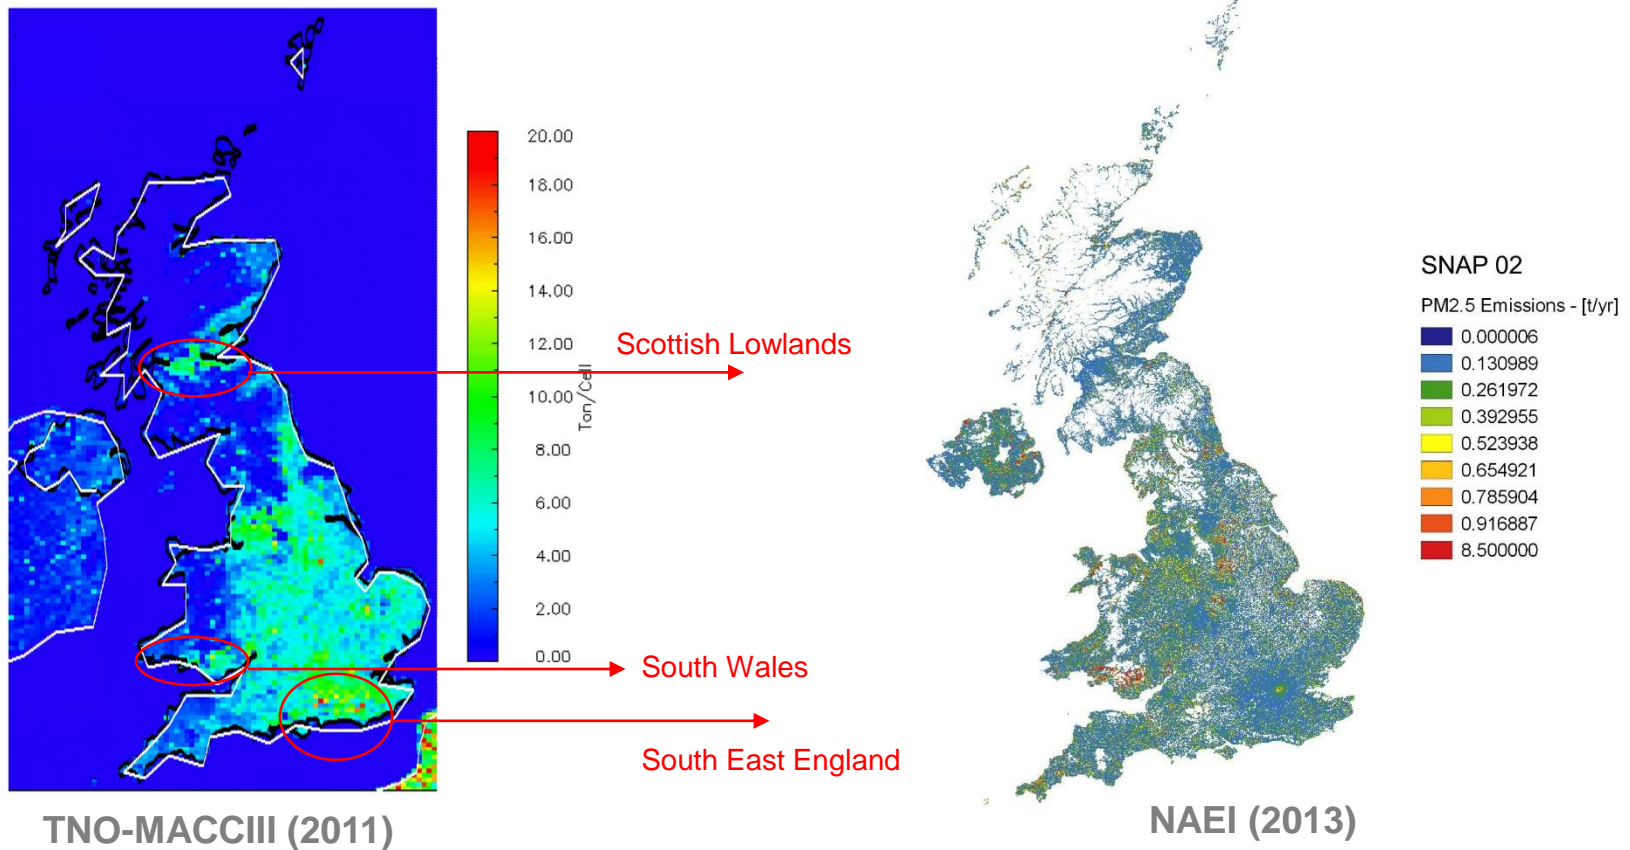 20.00
18.00
16.00
14.00
12.00
10.00
8.00
6.00
4.00
2.00
0.00
Ton/Cell
Scottish Lowlands
South Wales
South East England
TNO-MACCIII (2011)
SNAP 02
PM2.5 Emissions - [t/yr]
0.000006
0.130989
0.261972
0.392955
0.523938
0.654921
0.785904
0.916887
8.500000
NAEI (2013)